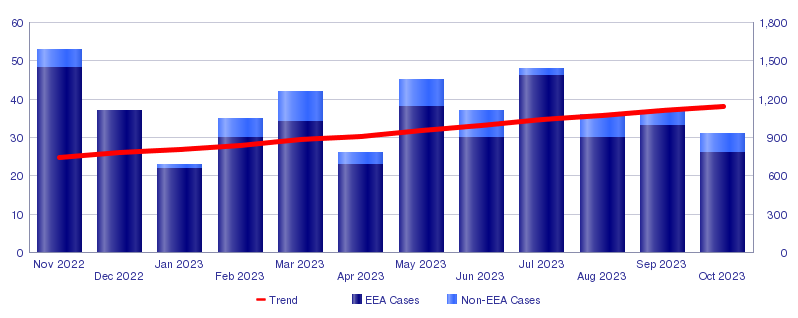 60 1,800
50 1,500
40 1,200
30 900
20 600
10 300
0 0
Nov 2022 Jan 2023 Mar 2023 May 2023 Jul 2023 Sep 2023
Dec 2022 Feb 2023 Apr 2023 Jun 2023 Aug 2023 Oct 2023
Trend EEA Cases Non-EEA Cases